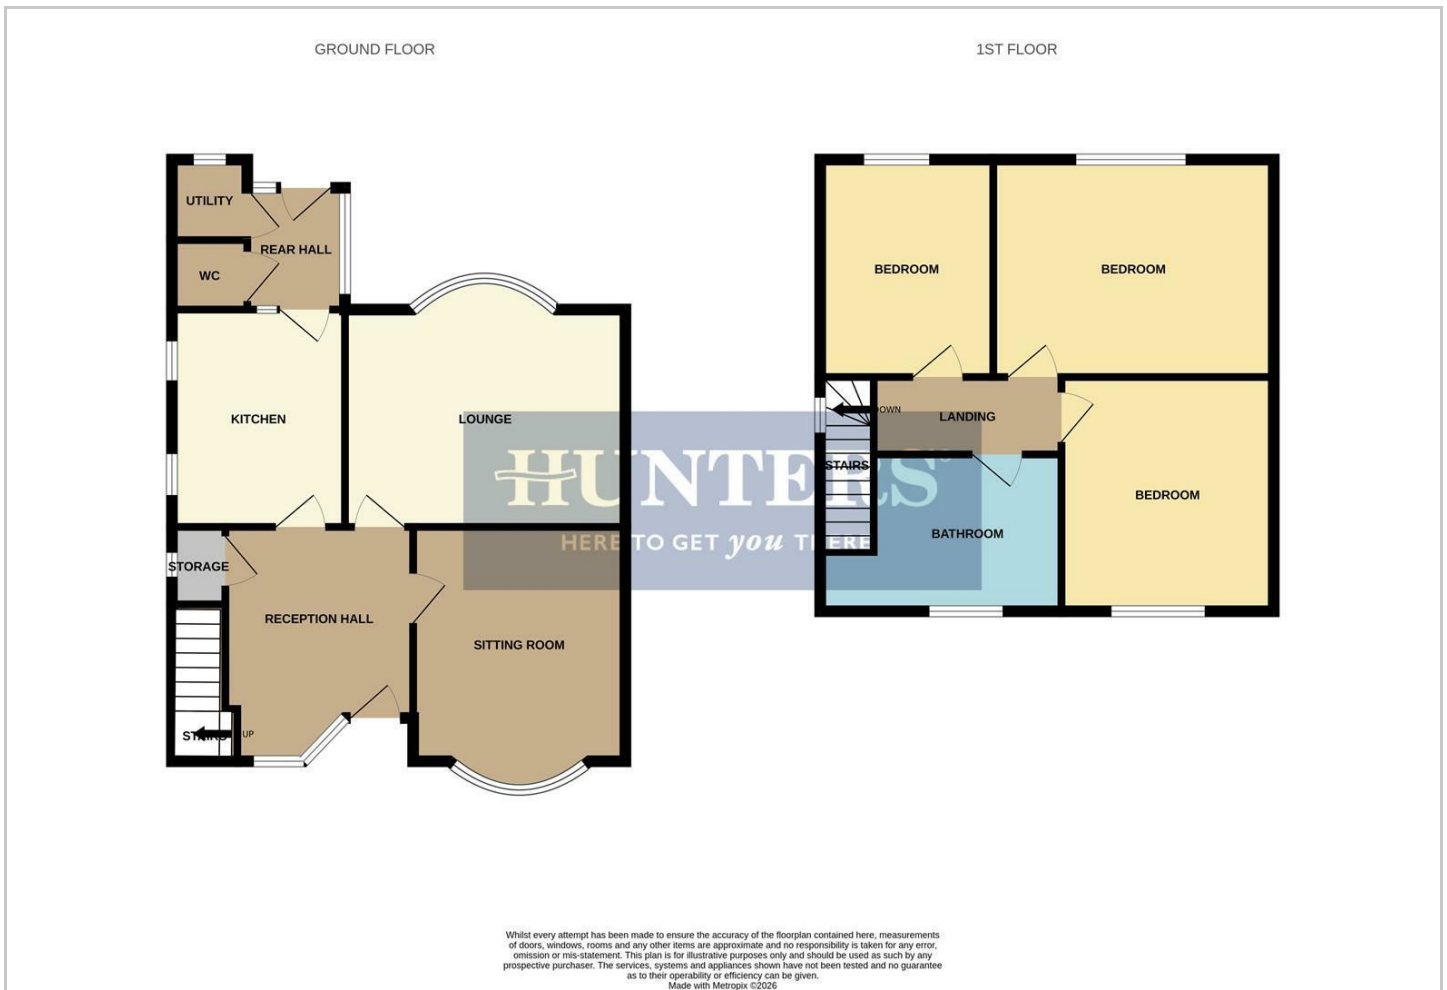 GROUND FLOOR
1ST FLOOR
UTILITY
REAR HALL
WC
KITCHEN
LOUNGE
STORAGE
RECEPTION HALL
SITTING ROOM
STAIRS
UP
BEDROOM
BEDROOM
DOWN
LANDING
STAIRS
BEDROOM
BATHROOM
HUNTERS
HERE TO GET you THERE
Whilst every attempt has been made to ensure the accuracy of the floorplan contained here, measurements
of doors, windows, rooms and any other items are approximate and no responsibility is taken for any error,
omission or mis-statement. This plan is for illustrative purposes only and should be used as such by any
prospective purchaser. The services, systems and appliances shown have not been tested and no guarantee
as to their operability or efficiency can be given.
Made with Metropix ©2026